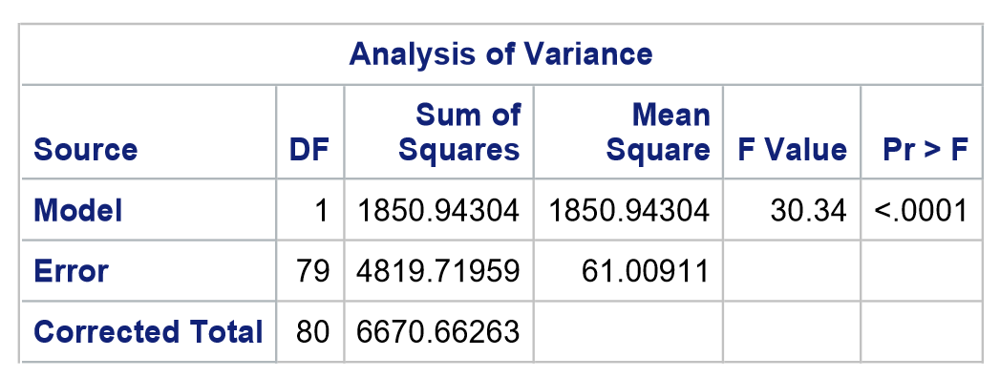 Analysis of Variance
Source DF Sum of Squares Mean Square F Value Pr > F
Model 1 1850.94304 1850.94304 30.34 <.0001
Error 79 4819.71959 61.00911
Corrected Total 80 6670.66263